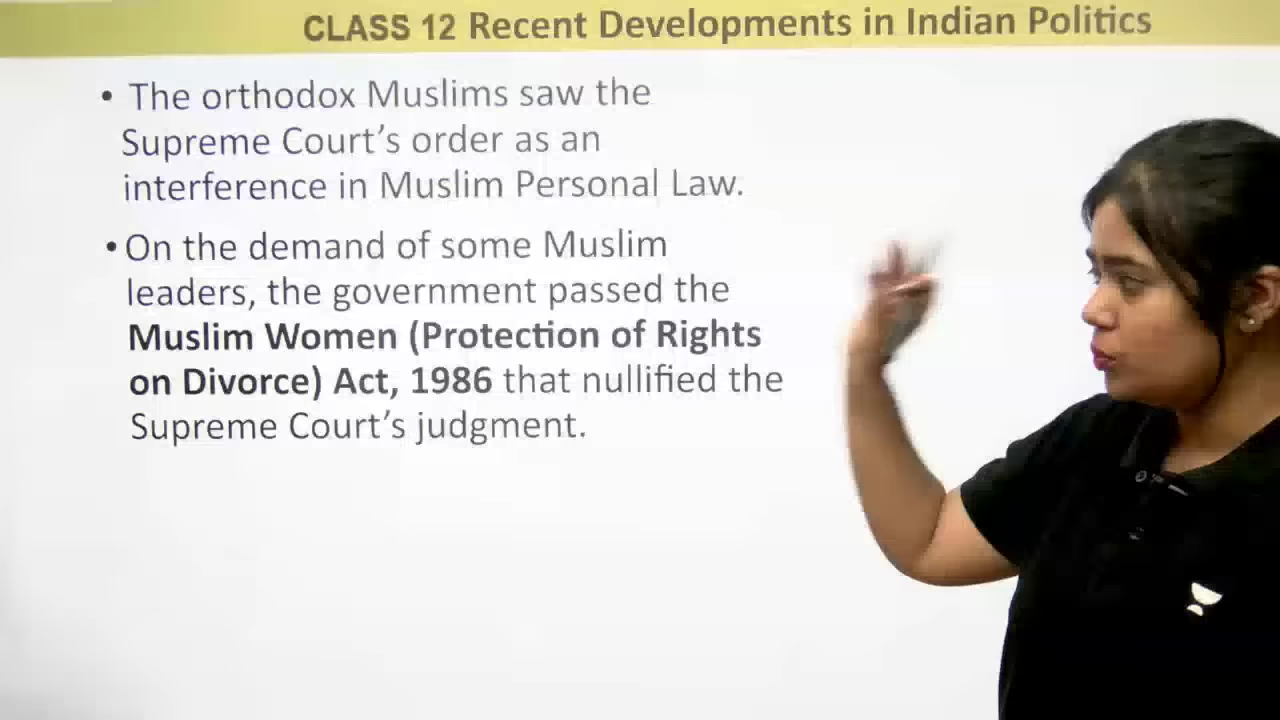 CLASS 12 Recent Developments in Indian Politics
• The orthodox Muslims saw the
Supreme Court’s order as an
interference in Muslim Personal Law.
• On the demand of some Muslim
leaders, the government passed the
Muslim Women (Protection of Rights
on Divorce) Act, 1986 that nullified the
Supreme Court’s judgment.